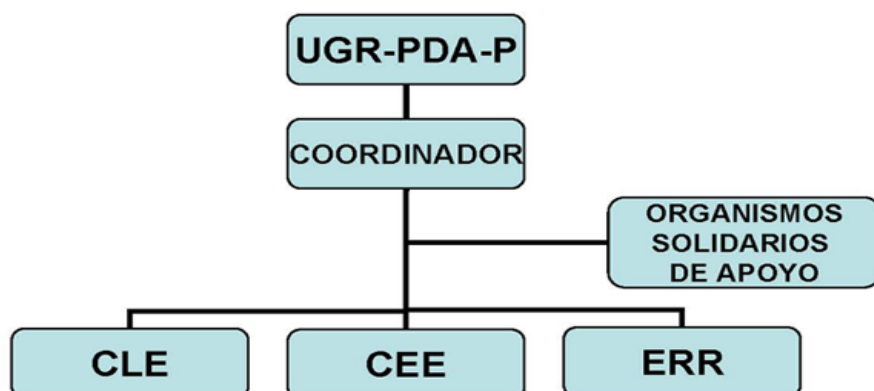 UGR-PDA-P
COORDINADOR
ORGANISMOS
SOLIDARIOS
DE APOYO
CLE
CEE
ERR